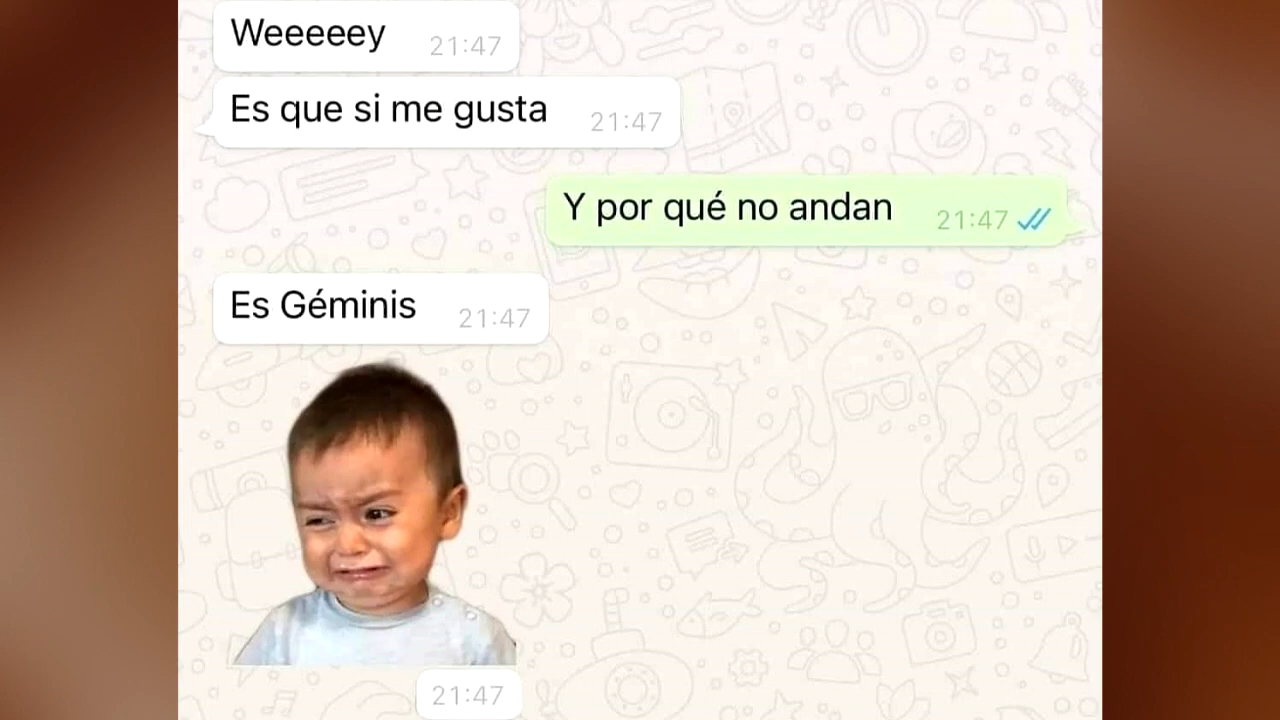 Weeeeey 21:47
Es que si me gusta 21:47
Y por qué no andan 21:47
Es Géminis 21:47
21:47